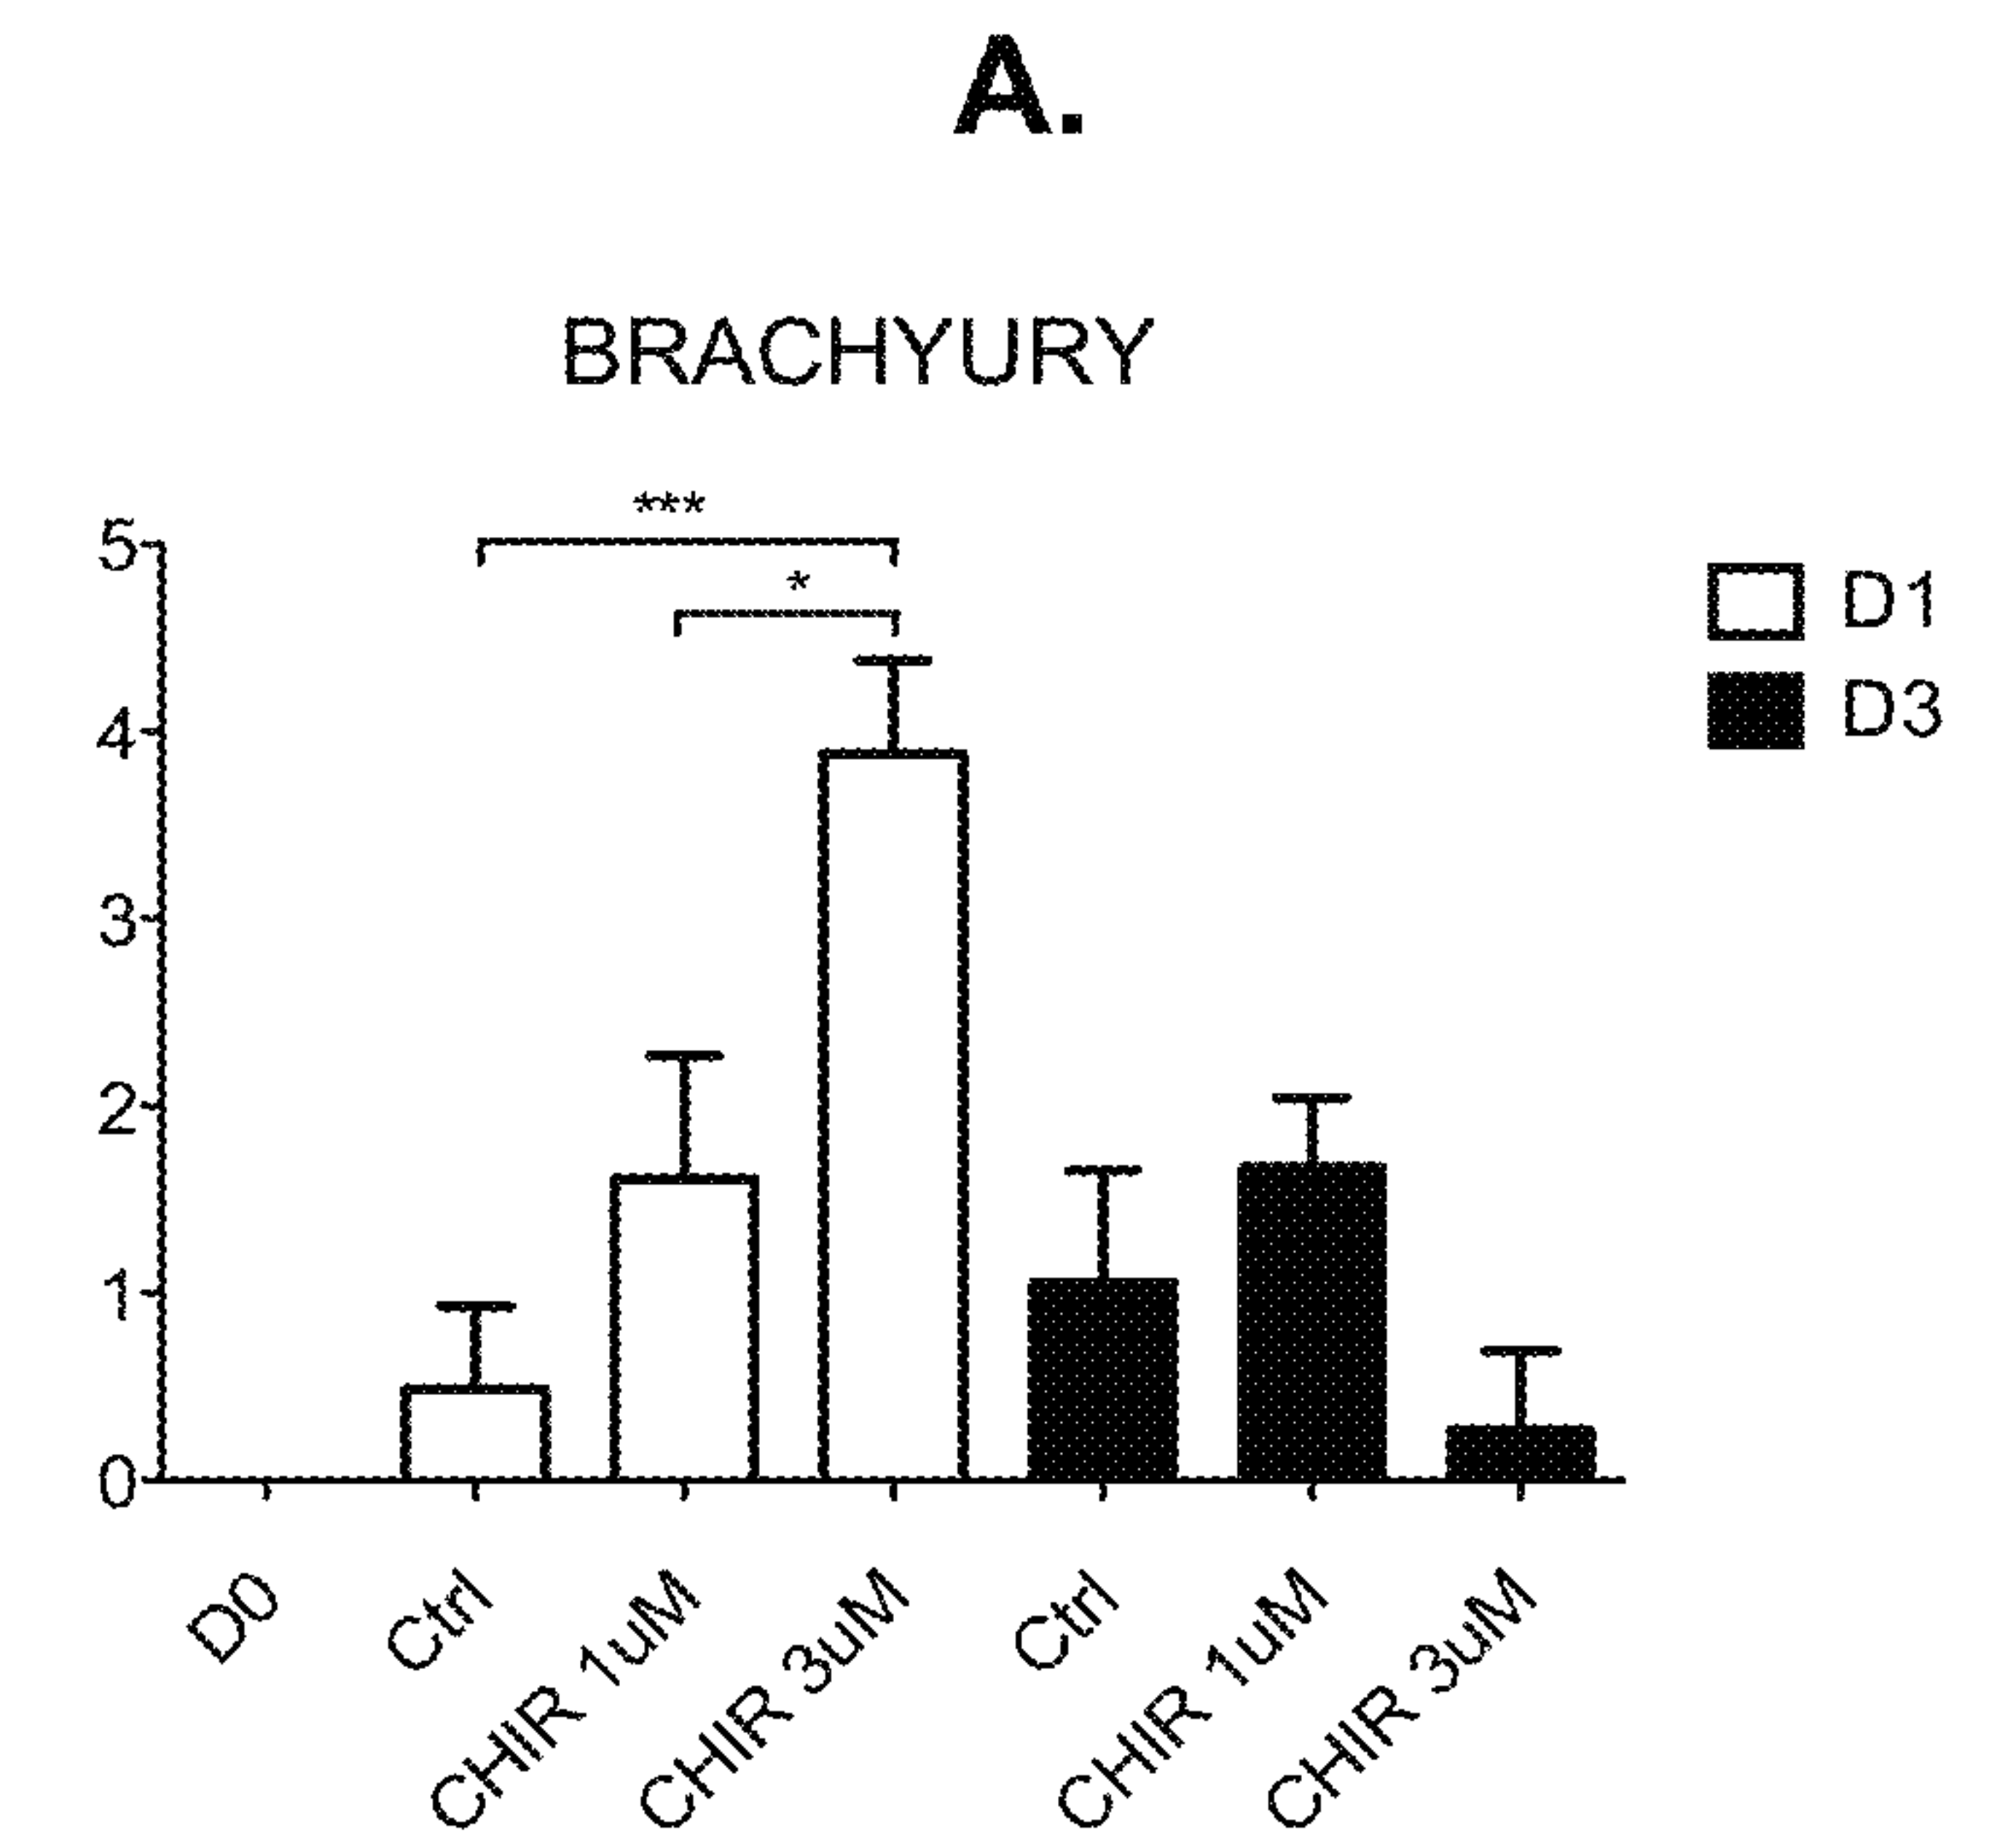 A.
BRACHYURY
***
*
5
4
3
2
1
0
D1
D3
D0
Ctrl
CHIR 1uM
CHIR 3uM
Ctrl
CHIR 1uM
CHIR 3uM